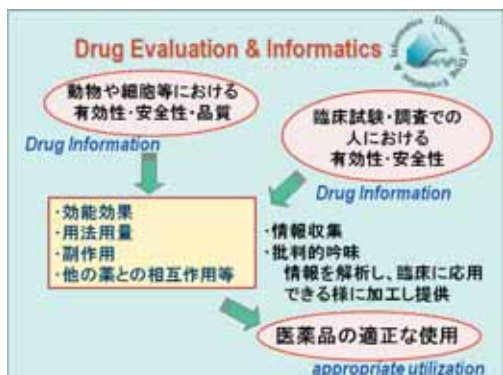 Drug Evaluation & Informatics
動物や細胞等における
有効性・安全性・品質
Drug Information
臨床試験・調査での
人における
有効性・安全性
Drug Information
・効能効果
・用法用量
・副作用
・他の薬との相互作用等
・情報収集
・批判的吟味
情報を解析し、臨床に応用
できる様に加工し提供
医薬品の適正な使用
appropriate utilization